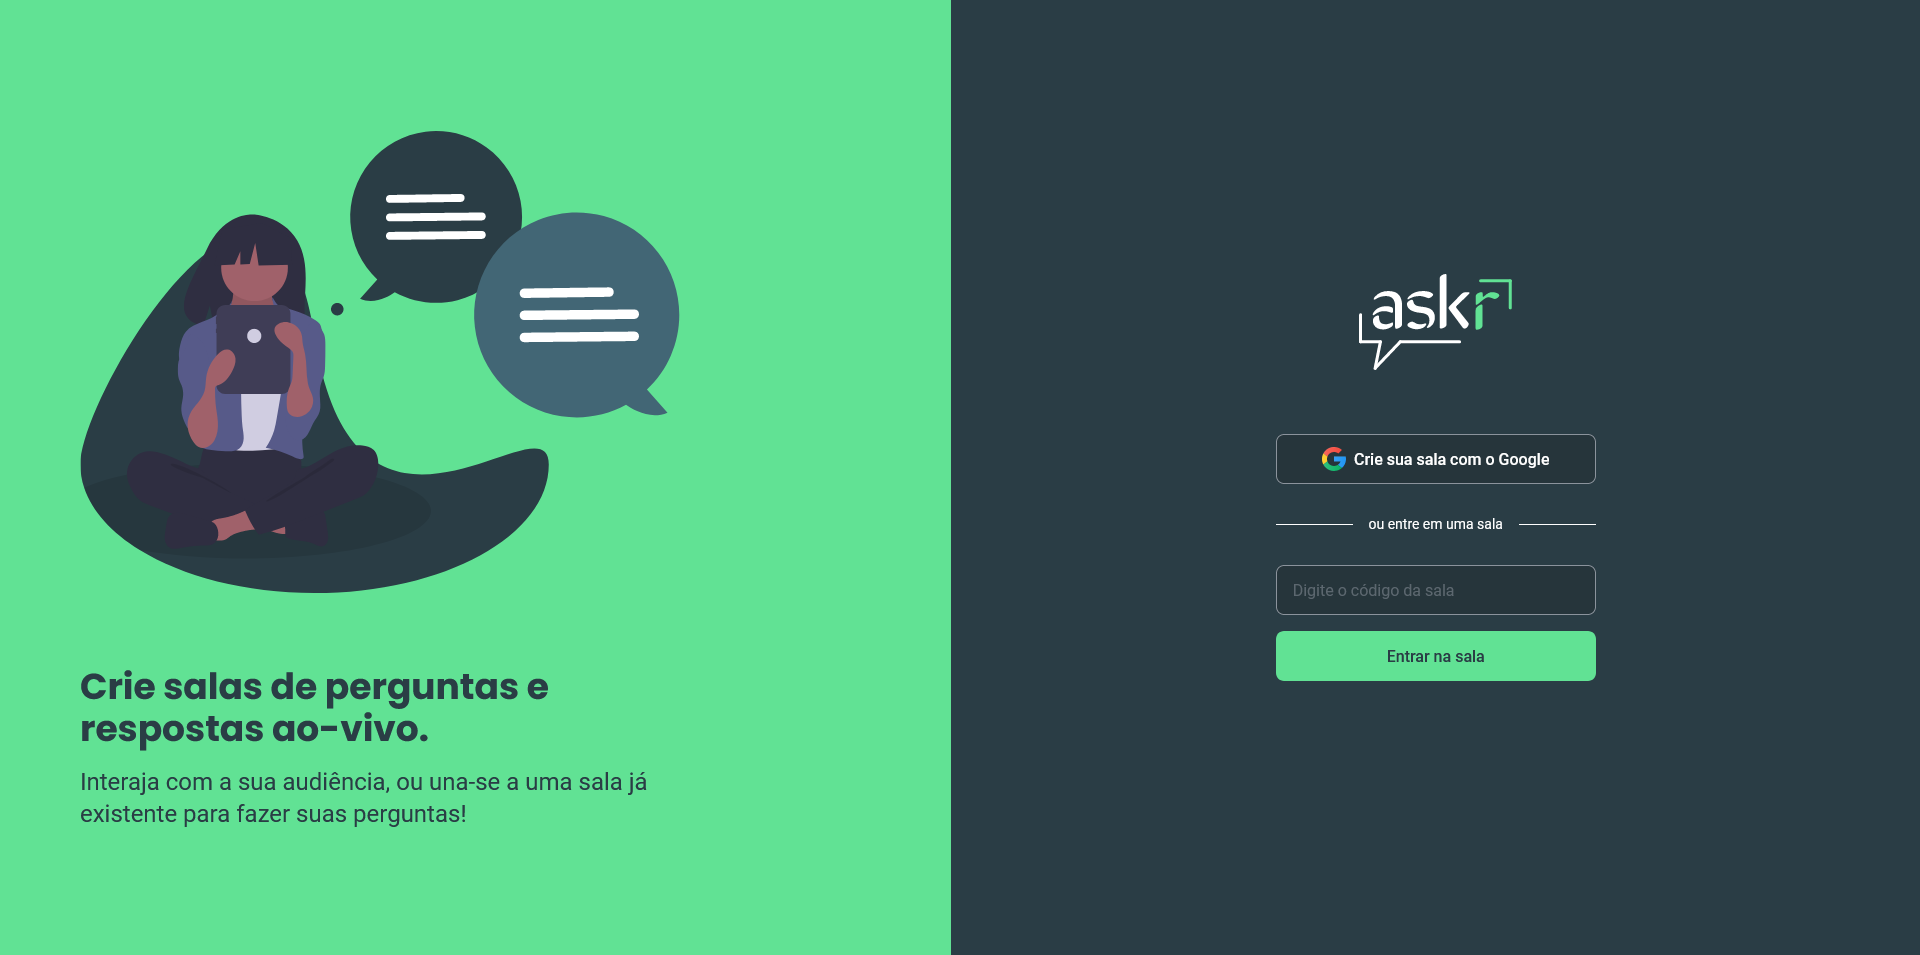 Crie salas de perguntas e
respostas ao-vivo.
Interaja com a sua audiência, ou una-se a uma sala já
existente para fazer suas perguntas!
askr
Crie sua sala com o Google
ou entre em uma sala
Digite o código da sala
Entrar na sala